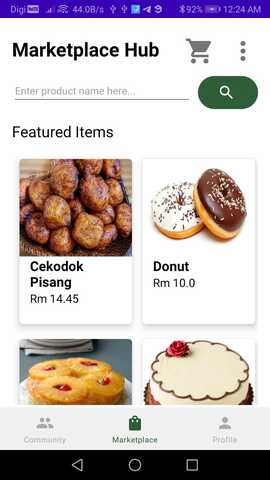 Digi 44.0B/s 92% 12:24 AM
Marketplace Hub
Enter product name here...
Featured Items
Cekodok
Pisang
Rm 14.45
Donut
Rm 10.0
Community
Marketplace
Profile